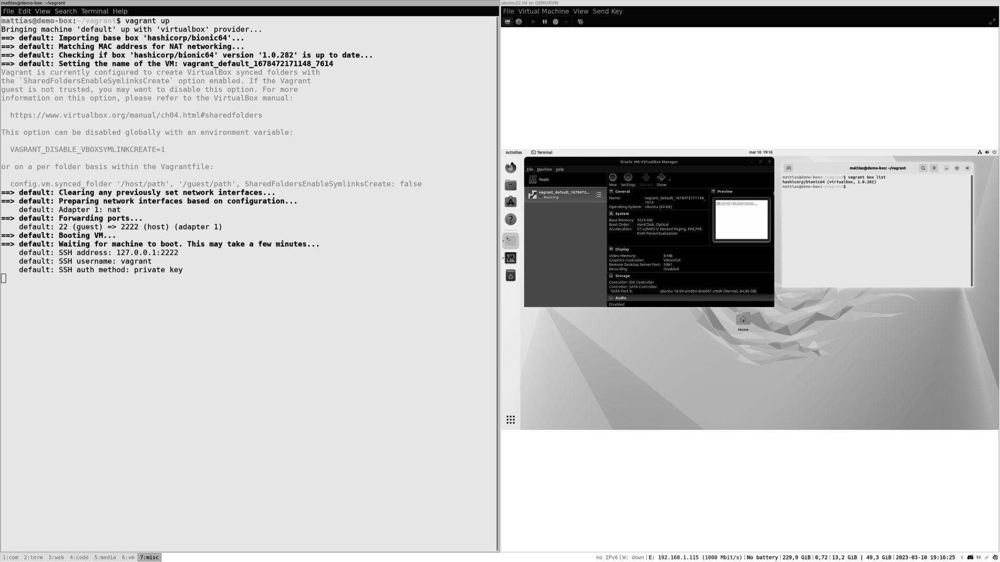 mattias@demo-box: ~/vagrant
File Edit View Search Terminal Help
mattias@demo-box:~/vagrant$ vagrant up
Bringing machine 'default' up with 'virtualbox' provider...
==> default: Importing base box 'hashicorp/bionic64'...
==> default: Matching MAC address for NAT networking...
==> default: Checking if box 'hashicorp/bionic64' version '1.0.282' is up to date...
==> default: Setting the name of the VM: vagrant_default_1678472171148_7614
Vagrant is currently configured to create VirtualBox synced folders with
the `SharedFoldersEnableSymlinksCreate` option enabled. If the Vagrant
guest is not trusted, you may want to disable this option. For more
information on this option, please refer to the VirtualBox manual:
https://www.virtualbox.org/manual/ch04.html#sharedfolders
This option can be disabled globally with an environment variable:
VAGRANT_DISABLE_VBOXSYMLINKCREATE=1
or on a per folder basis within the Vagrantfile:
config.vm.synced_folder '/host/path', '/guest/path', SharedFoldersEnableSymlinksCreate: false
==> default: Clearing any previously set network interfaces...
==> default: Preparing network interfaces based on configuration...
default: Adapter 1: nat
==> default: Forwarding ports...
default: 22 (guest) => 2222 (host) (adapter 1)
==> default: Booting VM...
==> default: Waiting for machine to boot. This may take a few minutes...
default: SSH address: 127.0.0.1:2222
default: SSH username: vagrant
default: SSH auth method: private key
ubuntu22.04 on QEMU/KVM
File Virtual Machine View Send Key
Activities Terminal mar 10 19:16
Oracle VM VirtualBox Manager
File Machine Help
Tools
vagrant_default_1678472...
Running
New Settings Discard Show
General
Name: vagrant_default_1678472171148_
7614
Operating System: Ubuntu (64-bit)
System
Base Memory: 1024 MB
Boot Order: Hard Disk, Optical
Acceleration: VT-x/AMD-V, Nested Paging, PAE/NX,
KVM Paravirtualization
Preview
Display
Video Memory: 8 MB
Graphics Controller: VBoxVGA
Remote Desktop Server Port: 5981
Recording: Disabled
Storage
Controller: IDE Controller
Controller: SATA Controller
SATA Port 0: ubuntu-18.04-amd64-disk001.vmdk (Normal, 64,00 GB)
Audio
Disabled
mattias@demo-box: ~/vagrant
mattias@demo-box:~/vagrant$ vagrant box list
hashicorp/bionic64 (virtualbox, 1.0.282)
mattias@demo-box:~/vagrant$
Home
1:com 2:term 3:web 4:code 5:media 6:vm 7:misc
no IPv6|W: down|E: 192.168.1.115 (1000 Mbit/s)|No battery|229,9 GiB|0,72|13,2 GiB | 49,3 GiB|2023-03-10 19:16:25 SV